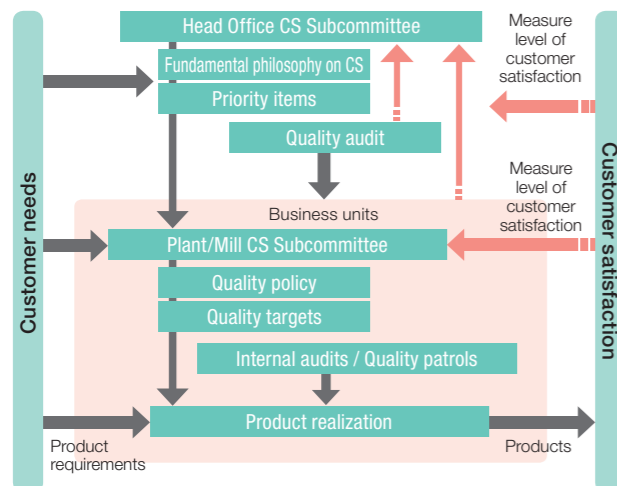 Head Office CS Subcommittee
Fundamental philosophy on CS
Priority items
Quality audit
Measure
level of
customer
satisfaction
Customer needs
Customer satisfaction
Business units
Measure
level of
customer
satisfaction
Plant/Mill CS Subcommittee
Quality policy
Quality targets
Internal audits / Quality patrols
Product realization
Product
requirements
Products